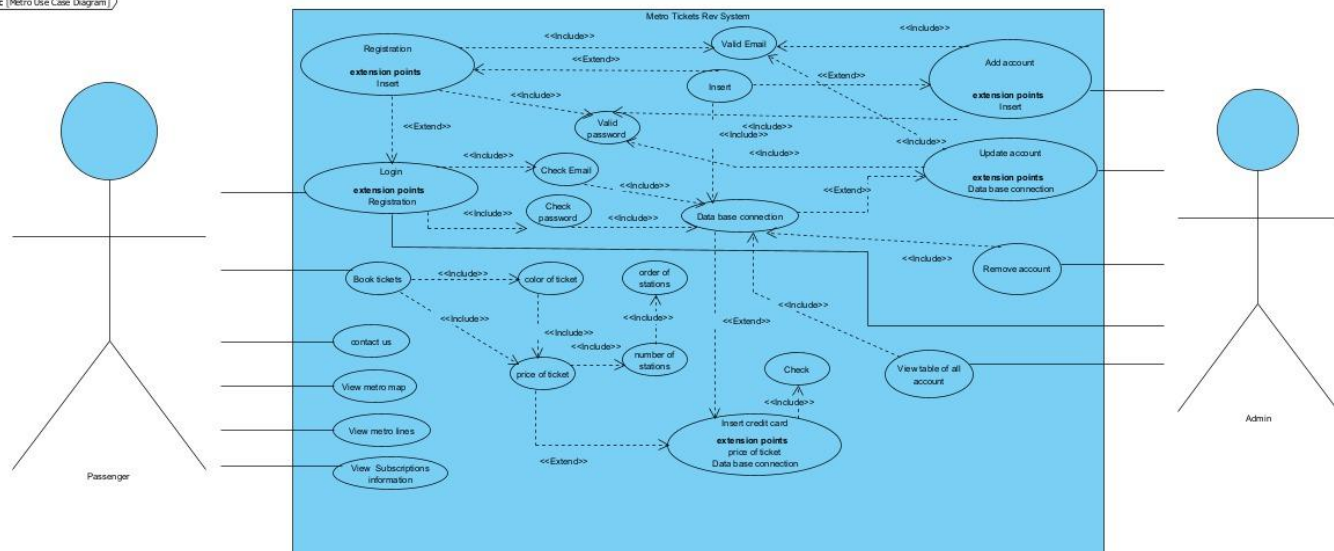 [Metro Use Case Diagram]
Metro Tickets Rev System
Registration
extension points
Insert
<<Include>>
Valid Email
<<Include>>
Add account
extension points
Insert
<<Extend>>
Insert
<<Extend>>
<<Include>>
Valid
password
<<Include>>
<<Include>>
<<Include>>
<<Extend>>
Login
extension points
Registration
<<Include>>
Check Email
<<Include>>
<<Include>>
Update account
extension points
Data base connection
<<Include>>
Check
password
<<Include>>
Data base connection
<<Extend>>
Book tickets
<<Include>>
color of ticket
order of
stations
<<Include>>
Remove account
<<Include>>
<<Include>>
<<Include>>
<<Include>>
<<Extend>>
<<Include>>
contact us
price of ticket
number of
stations
Check
View table of all
account
View metro map
<<Include>>
View metro lines
Insert credit card
extension points
price of ticket
Data base connection
<<Extend>>
View Subscriptions
information
Passenger
Admin